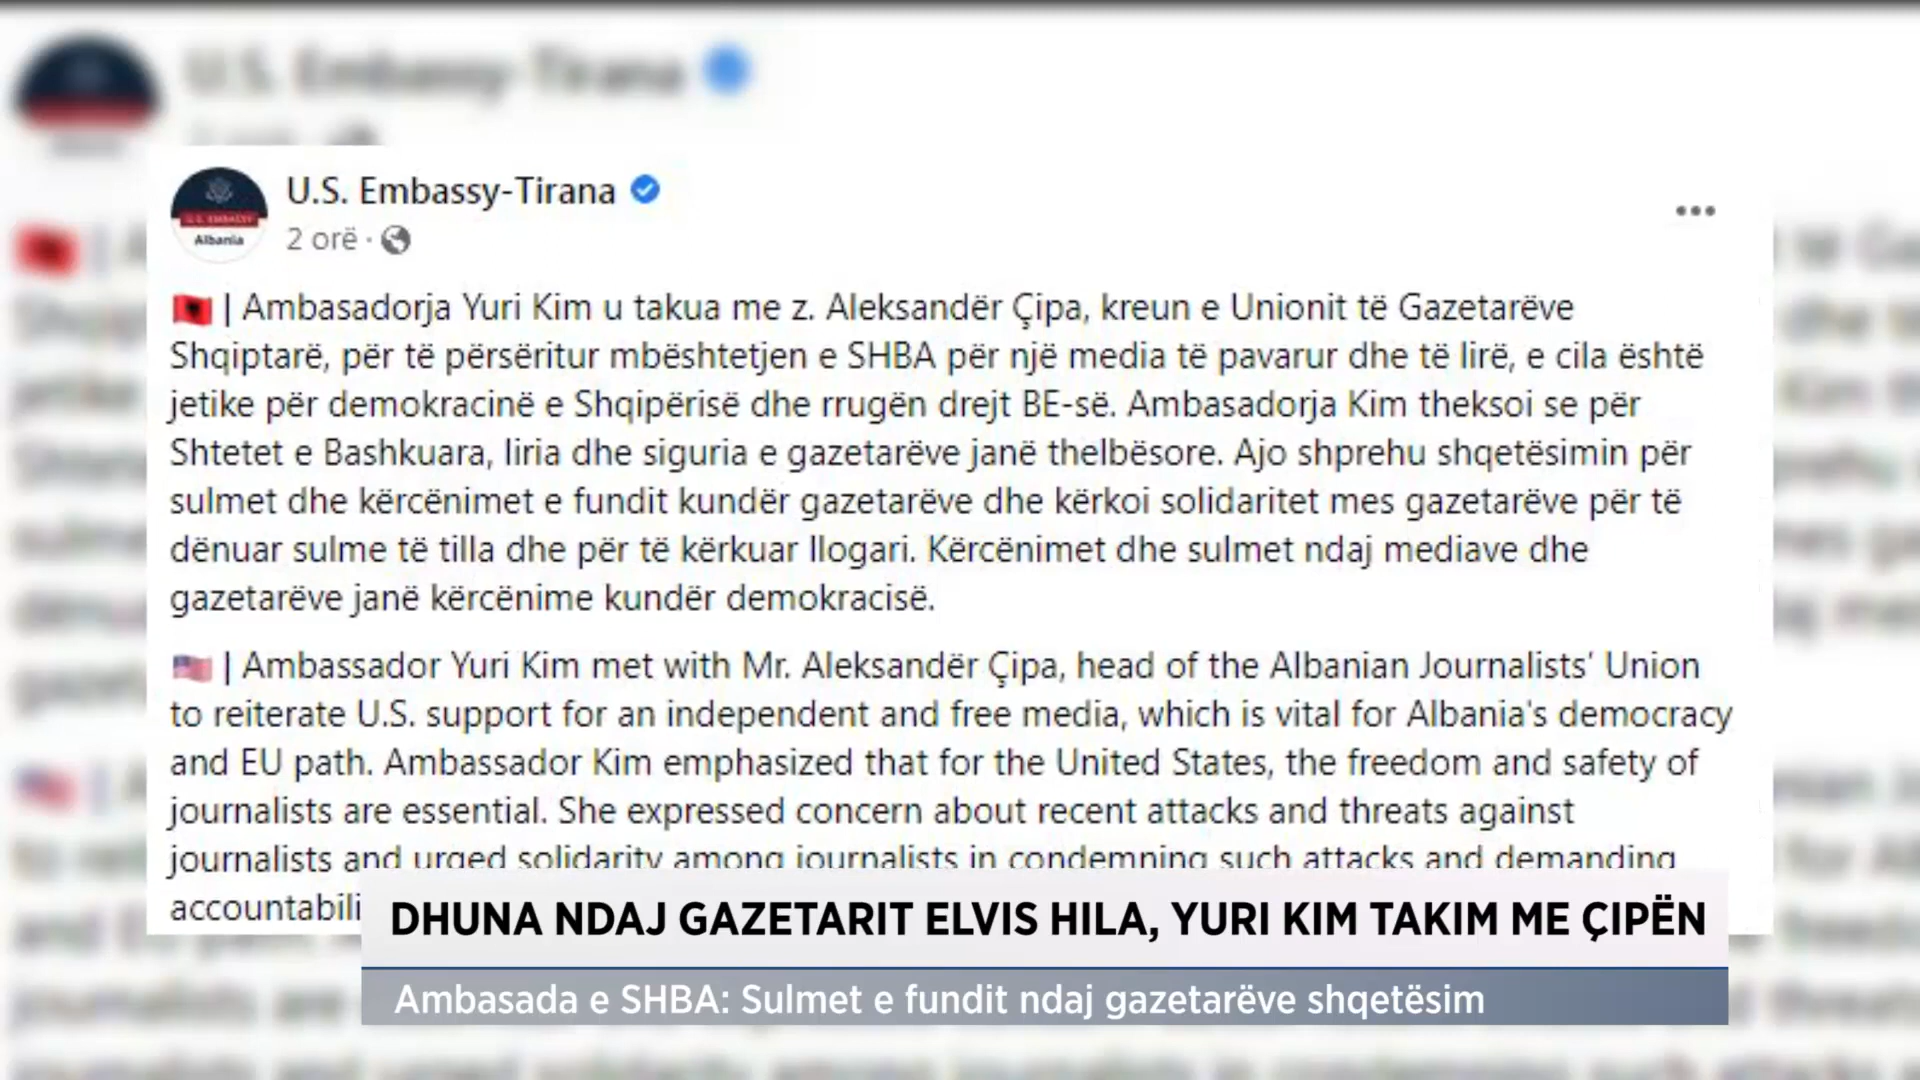 U.S. Embassy-Tirana
U.S. Embassy-Tirana
U.S. EMBASSY
Albania
2 orë ·
| Ambasadorja Yuri Kim u takua me z. Aleksandër Çipa, kreun e Unionit të Gazetarëve
Shqiptarë, për të përsëritur mbështetjen e SHBA për një media të pavarur dhe të lirë, e cila është
jetike për demokracinë e Shqipërisë dhe rrugën drejt BE-së. Ambasadorja Kim theksoi se për
Shtetet e Bashkuara, liria dhe siguria e gazetarëve janë thelbësore. Ajo shprehu shqetësimin për
sulmet dhe kërcënimet e fundit kundër gazetarëve dhe kërkoi solidaritet mes gazetarëve për të
dënuar sulme të tilla dhe për të kërkuar llogari. Kërcënimet dhe sulmet ndaj mediave dhe
gazetarëve janë kërcënime kundër demokracisë.
| Ambassador Yuri Kim met with Mr. Aleksandër Çipa, head of the Albanian Journalists' Union
to reiterate U.S. support for an independent and free media, which is vital for Albania's democracy
and EU path. Ambassador Kim emphasized that for the United States, the freedom and safety of
journalists are essential. She expressed concern about recent attacks and threats against
journalists and urged solidarity among journalists in condemning such attacks and demanding
accountabili
DHUNA NDAJ GAZETARIT ELVIS HILA, YURI KIM TAKIM ME ÇIPËN
Ambasada e SHBA: Sulmet e fundit ndaj gazetarëve shqetësim